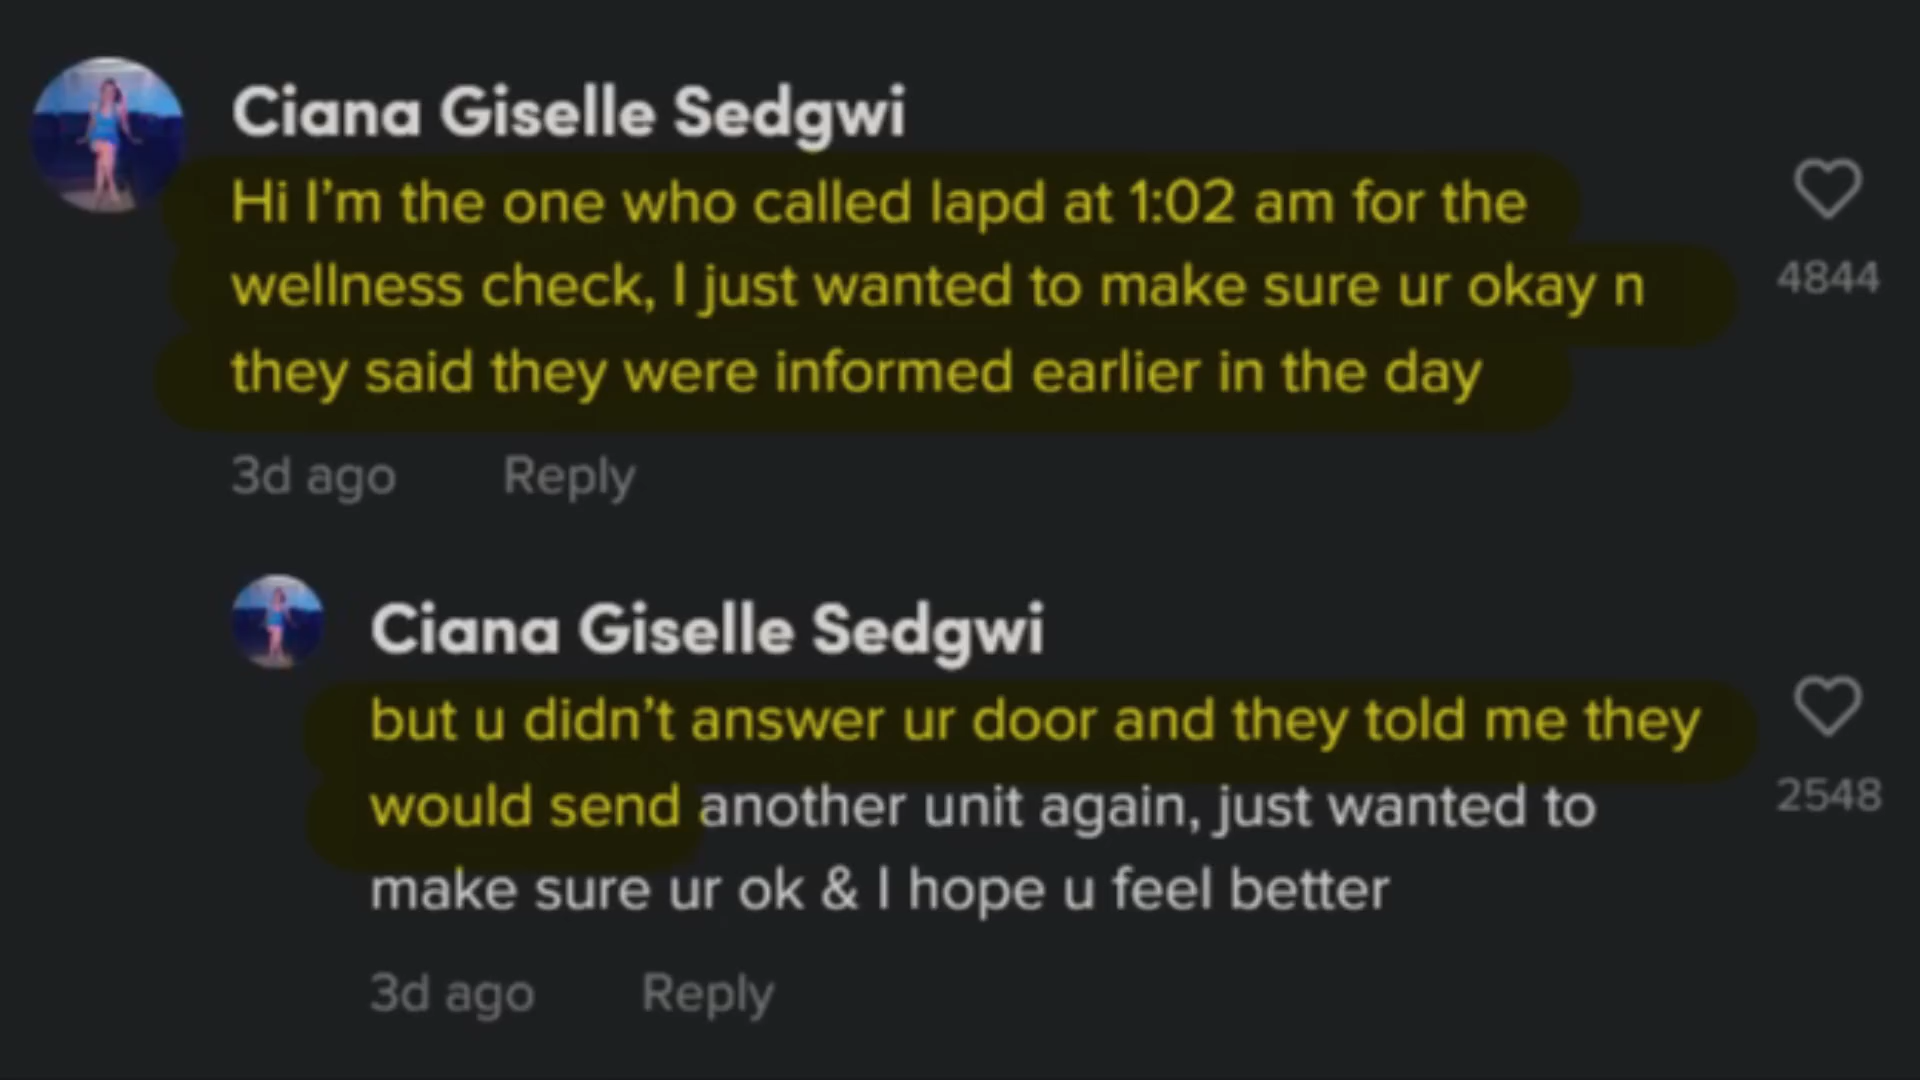 Ciana Giselle Sedgwi
Hi I'm the one who called lapd at 1:02 am for the
wellness check, I just wanted to make sure ur okay n
they said they were informed earlier in the day
4844
3d ago Reply
Ciana Giselle Sedgwi
but u didn't answer ur door and they told me they
would send another unit again, just wanted to
make sure ur ok & I hope u feel better
2548
3d ago Reply